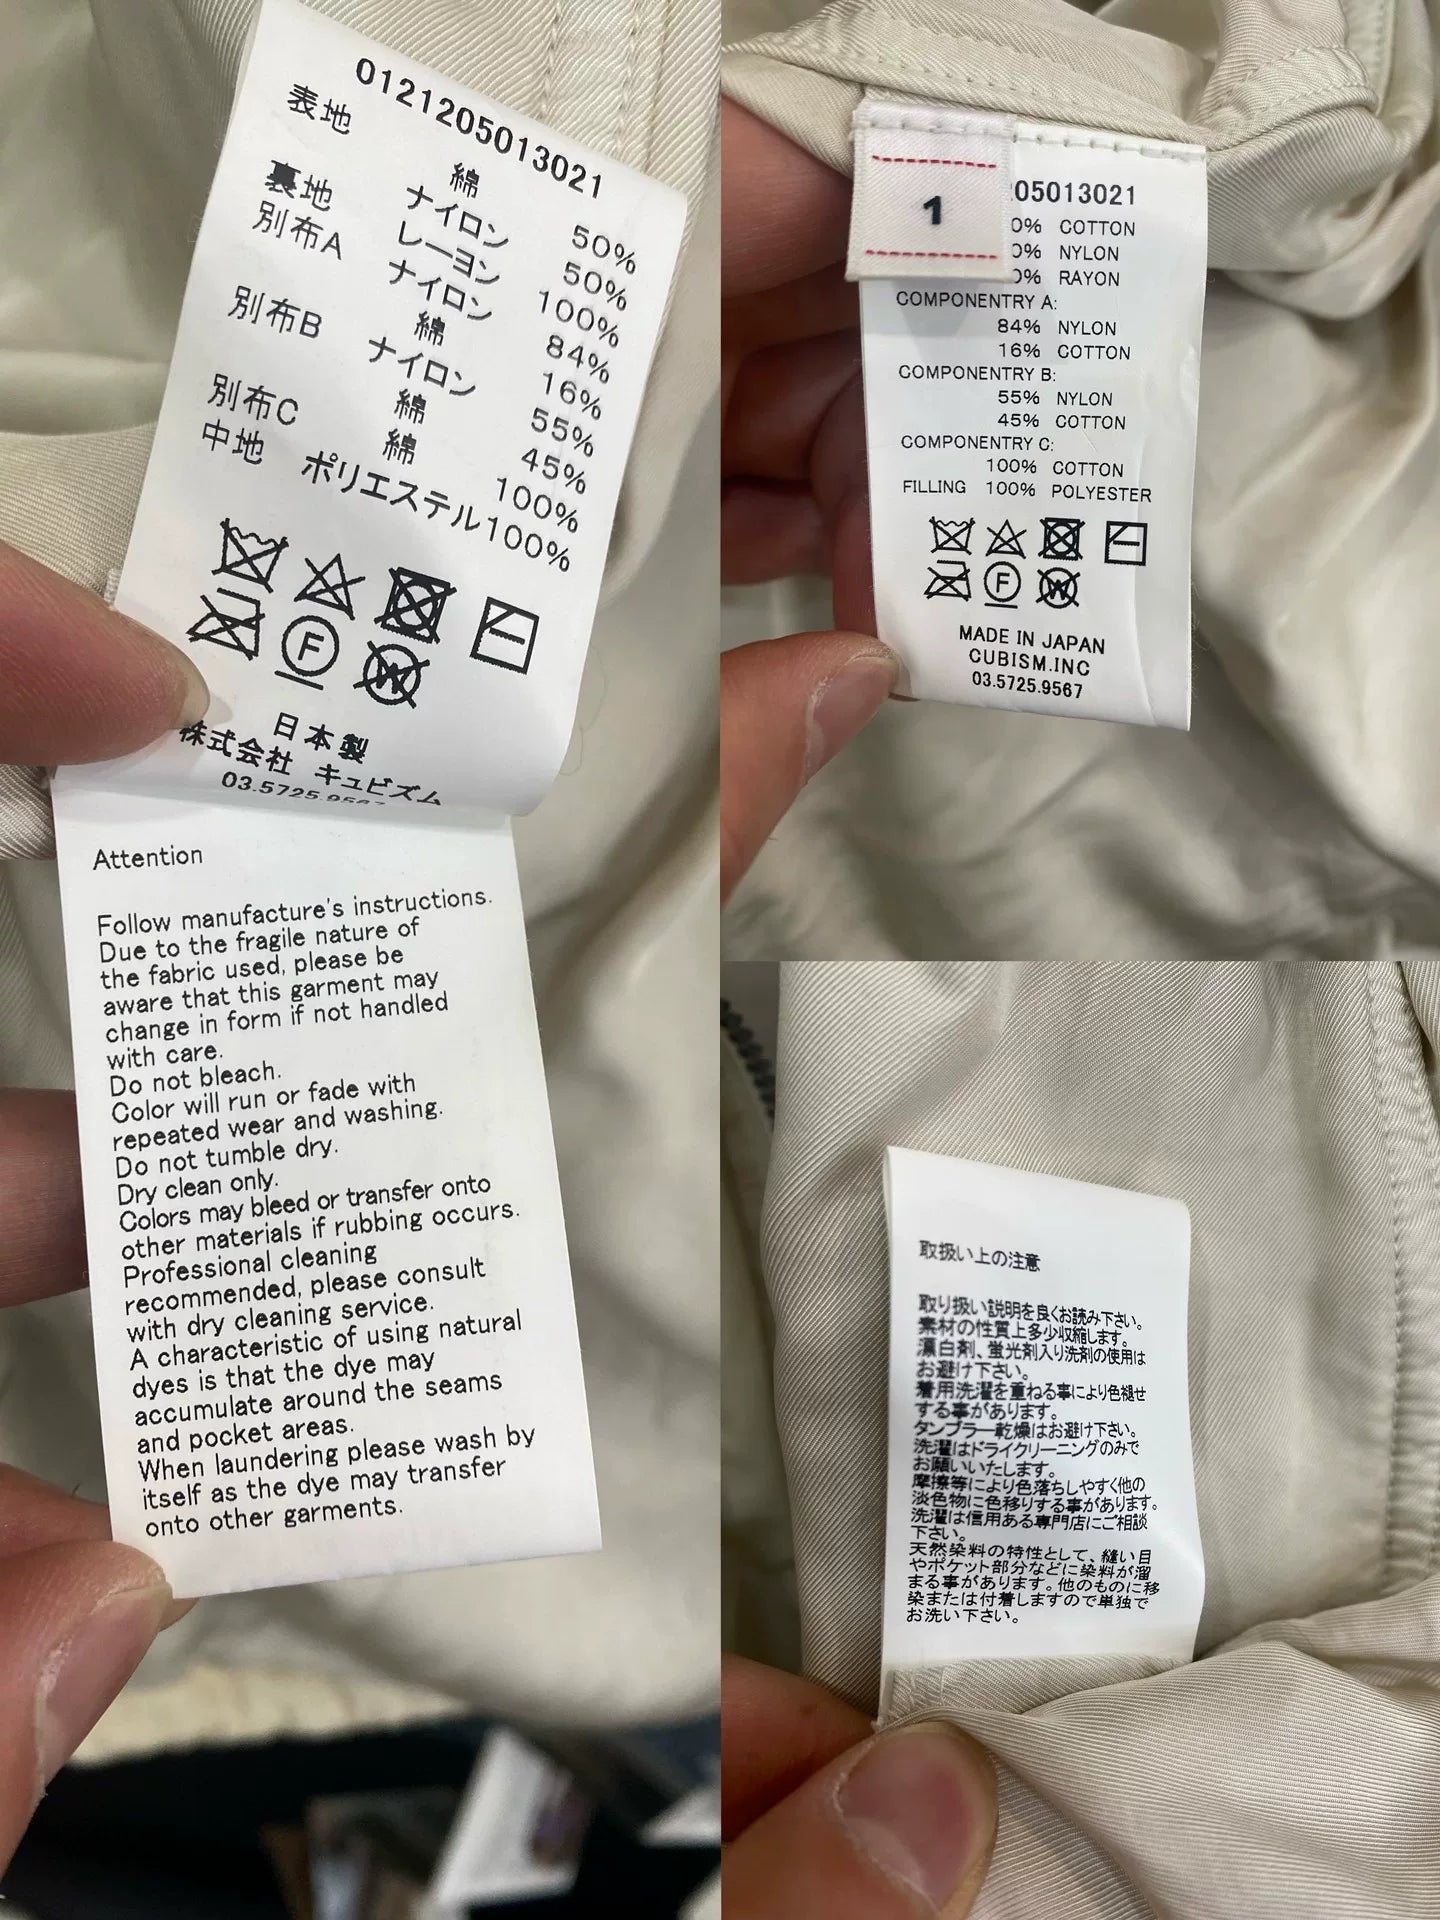 0121205013021
表地 綿 50%
ナイロン 50%
裏地 レーヨン 100%
別布A ナイロン 84%
綿 16%
別布B ナイロン 55%
綿 45%
別布C 綿 100%
中地 ポリエステル100%
F
W
日本製
株式会社 キュビズム
03.5725.9567
Attention
Follow manufacture's instructions.
Due to the fragile nature of
the fabric used, please be
aware that this garment may
change in form if not handled
with care.
Do not bleach.
Color will run or fade with
repeated wear and washing.
Do not tumble dry.
Dry clean only.
Colors may bleed or transfer onto
other materials if rubbing occurs.
Professional cleaning
recommended, please consult
with dry cleaning service.
A characteristic of using natural
dyes is that the dye may
accumulate around the seams
and pocket areas.
When laundering please wash by
itself as the dye may transfer
onto other garments.
1
05013021
0% COTTON
0% NYLON
0% RAYON
COMPONENTRY A:
84% NYLON
16% COTTON
COMPONENTRY B:
55% NYLON
45% COTTON
COMPONENTRY C:
100% COTTON
FILLING 100% POLYESTER
F
W
MADE IN JAPAN
CUBISM.INC
03.5725.9567
取扱い上の注意
取り扱い説明を良くお読み下さい。
素材の性質上多少収縮します。
漂白剤、蛍光剤入り洗剤の使用は
お避け下さい。
着用洗濯を重ねる事により色褪せ
する事があります。
タンブラー乾燥はお避け下さい。
洗濯はドライクリーニングのみで
お願いいたします。
摩擦等により色落ちしやすく他の
淡色物に色移りする事があります。
洗濯は信用ある専門店にご相談
下さい。
天然染料の特性として、縫い目
やポケット部分などに染料が溜
まる事があります。他のものに移
染または付着しますので単独で
お洗い下さい。